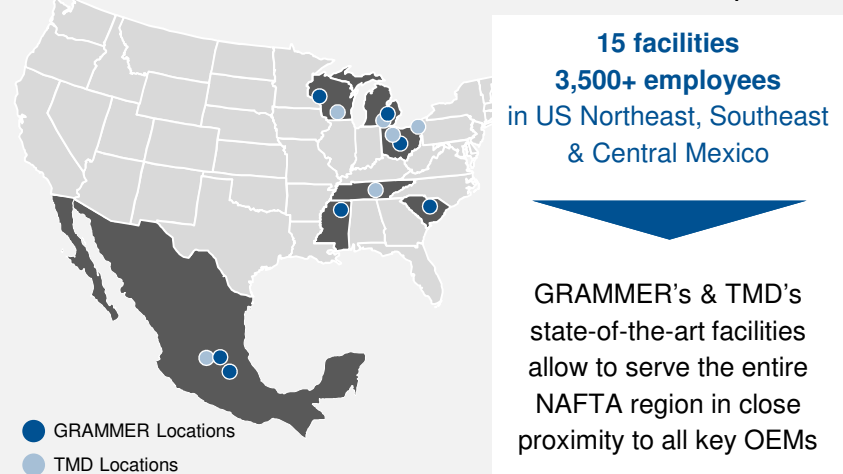 15 facilities
3,500+ employees
in US Northeast, Southeast
& Central Mexico
GRAMMER's & TMD's
state-of-the-art facilities
allow to serve the entire
NAFTA region in close
proximity to all key OEMs
GRAMMER Locations
TMD Locations